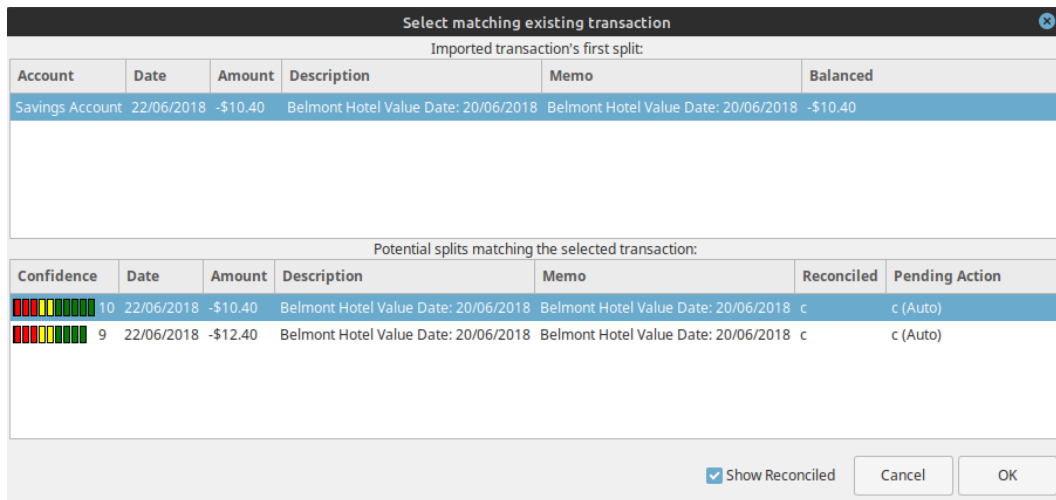 Select matching existing transaction
Imported transaction's first split:
Account Date Amount Description Memo Balanced
Savings Account 22/06/2018 -$10.40 Belmont Hotel Value Date: 20/06/2018 Belmont Hotel Value Date: 20/06/2018 -$10.40
Potential splits matching the selected transaction:
Confidence Date Amount Description Memo Reconciled Pending Action
10 22/06/2018 -$10.40 Belmont Hotel Value Date: 20/06/2018 Belmont Hotel Value Date: 20/06/2018 c c (Auto)
9 22/06/2018 -$12.40 Belmont Hotel Value Date: 20/06/2018 Belmont Hotel Value Date: 20/06/2018 c c (Auto)
Show Reconciled Cancel OK